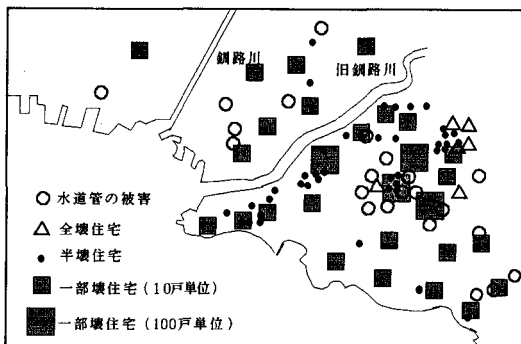 釧路川
旧釧路川
水道管の被害
全壊住宅
半壊住宅
一部壊住宅(10戸単位)
一部壊住宅(100戸単位)